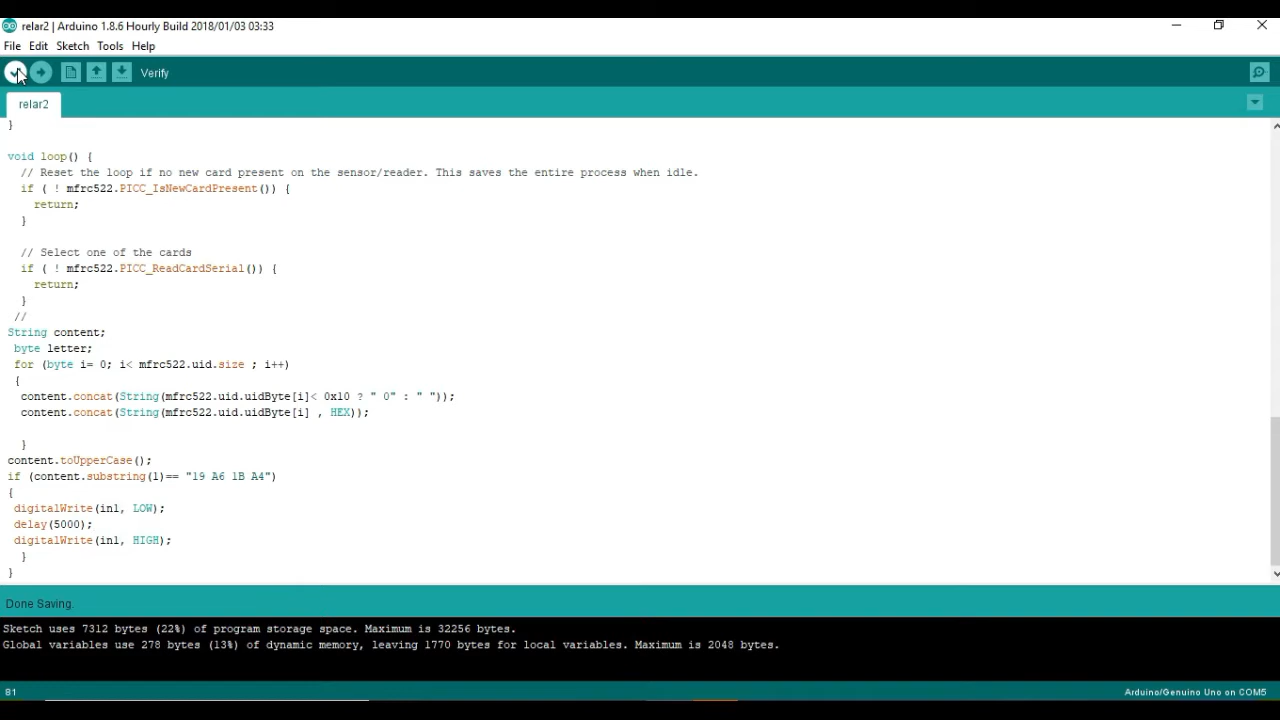 relar2 | Arduino 1.8.6 Hourly Build 2018/01/03 03:33
File Edit Sketch Tools Help
Verify
relar2
}
void loop() {
// Reset the loop if no new card present on the sensor/reader. This saves the entire process when idle.
if ( ! mfrc522.PICC_IsNewCardPresent()) {
return;
}
// Select one of the cards
if ( ! mfrc522.PICC_ReadCardSerial()) {
return;
}
//
String content;
byte letter;
for (byte i= 0; i< mfrc522.uid.size ; i++)
{
content.concat(String(mfrc522.uid.uidByte[i]< 0x10 ? " 0" : " "));
content.concat(String(mfrc522.uid.uidByte[i] , HEX));
}
content.toUpperCase();
if (content.substring(1)== "19 A6 1B A4")
{
digitalWrite(in1, LOW);
delay(5000);
digitalWrite(in1, HIGH);
}
}
Done Saving.
Sketch uses 7312 bytes (22%) of program storage space. Maximum is 32256 bytes.
Global variables use 278 bytes (13%) of dynamic memory, leaving 1770 bytes for local variables. Maximum is 2048 bytes.
81 Arduino/Genuino Uno on COM5